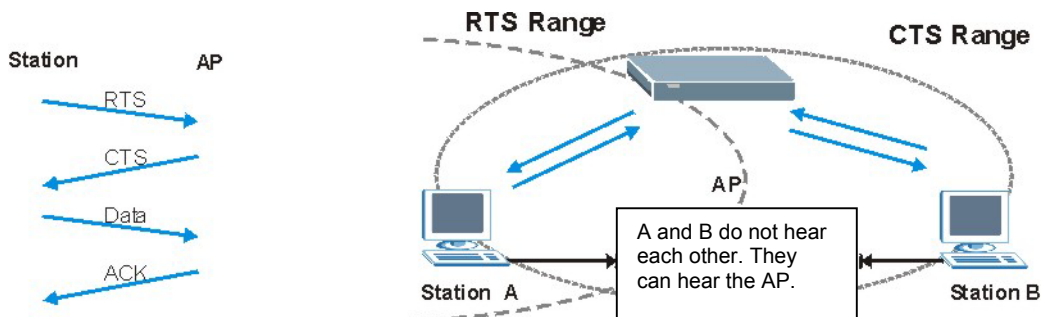 Station AP
RTS
CTS
Data
ACK
RTS Range
CTS Range
AP
A and B do not hear
each other. They
can hear the AP.
Station A
Station B